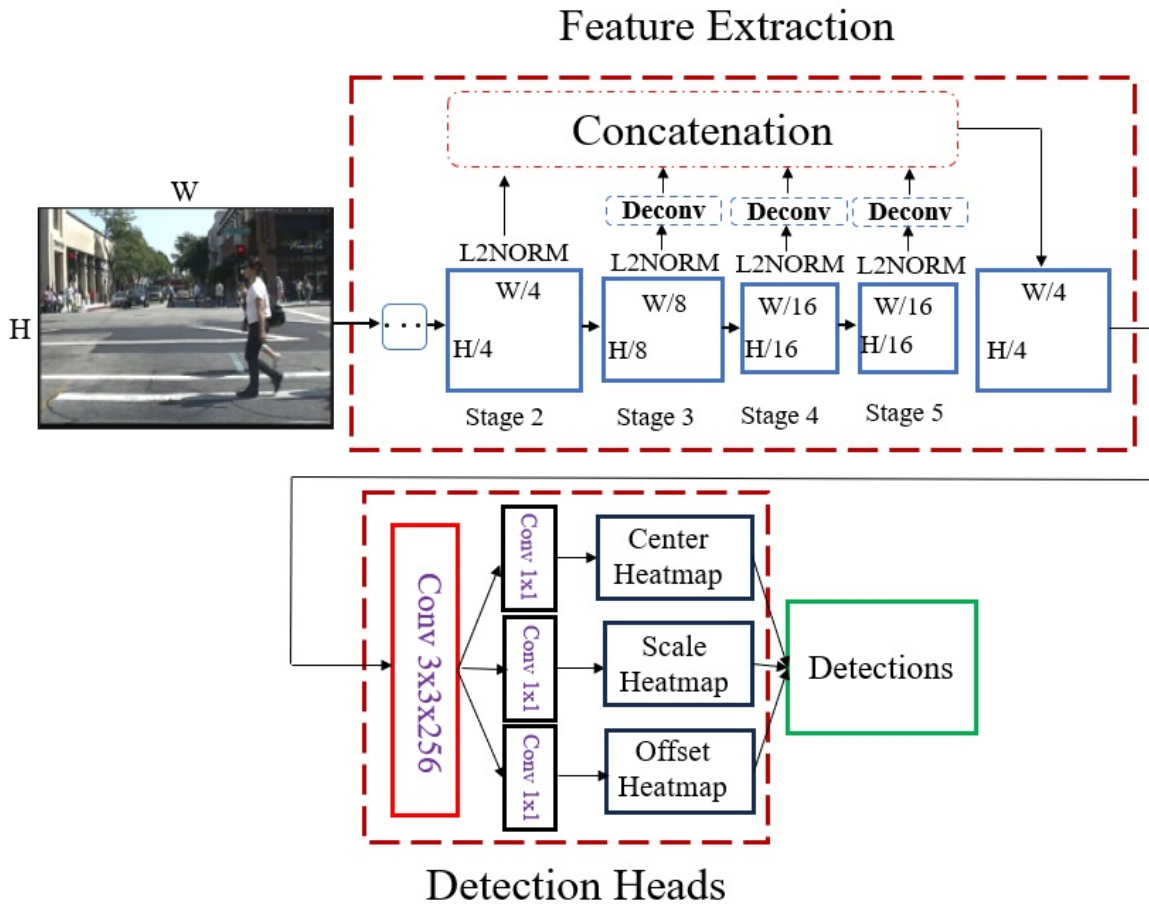 Feature Extraction
Concatenation
W
Deconv
Deconv
Deconv
L2NORM
L2NORM
L2NORM
L2NORM
H
...
W/4
H/4
W/8
H/8
W/16
H/16
W/16
H/16
W/4
H/4
Stage 2
Stage 3
Stage 4
Stage 5
Conv 3x3x256
Conv 1x1
Center
Heatmap
Conv 1x1
Scale
Heatmap
Conv 1x1
Offset
Heatmap
Detections
Detection Heads